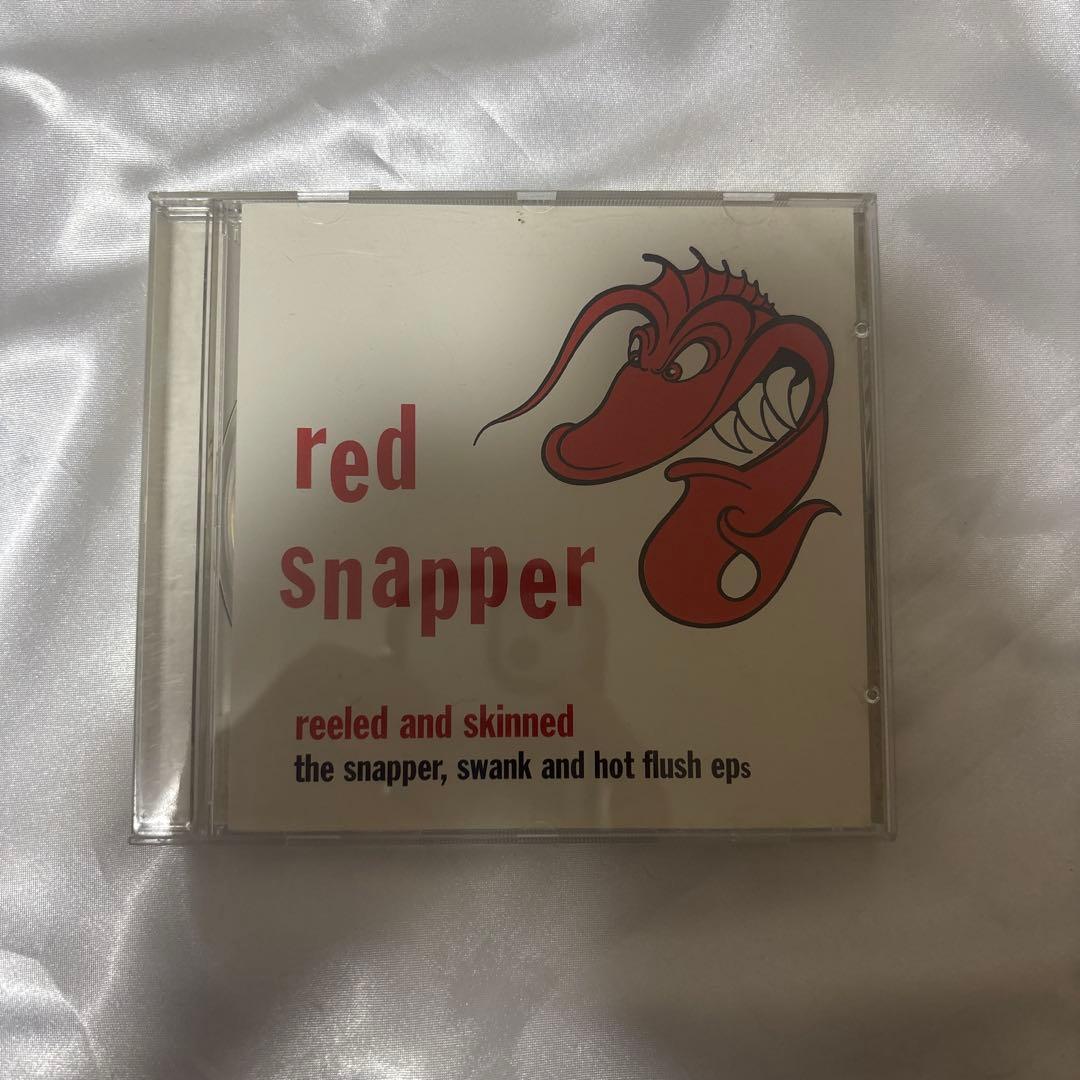 red
snapper
reeled and skinned
the snapper, swank and hot flush eps